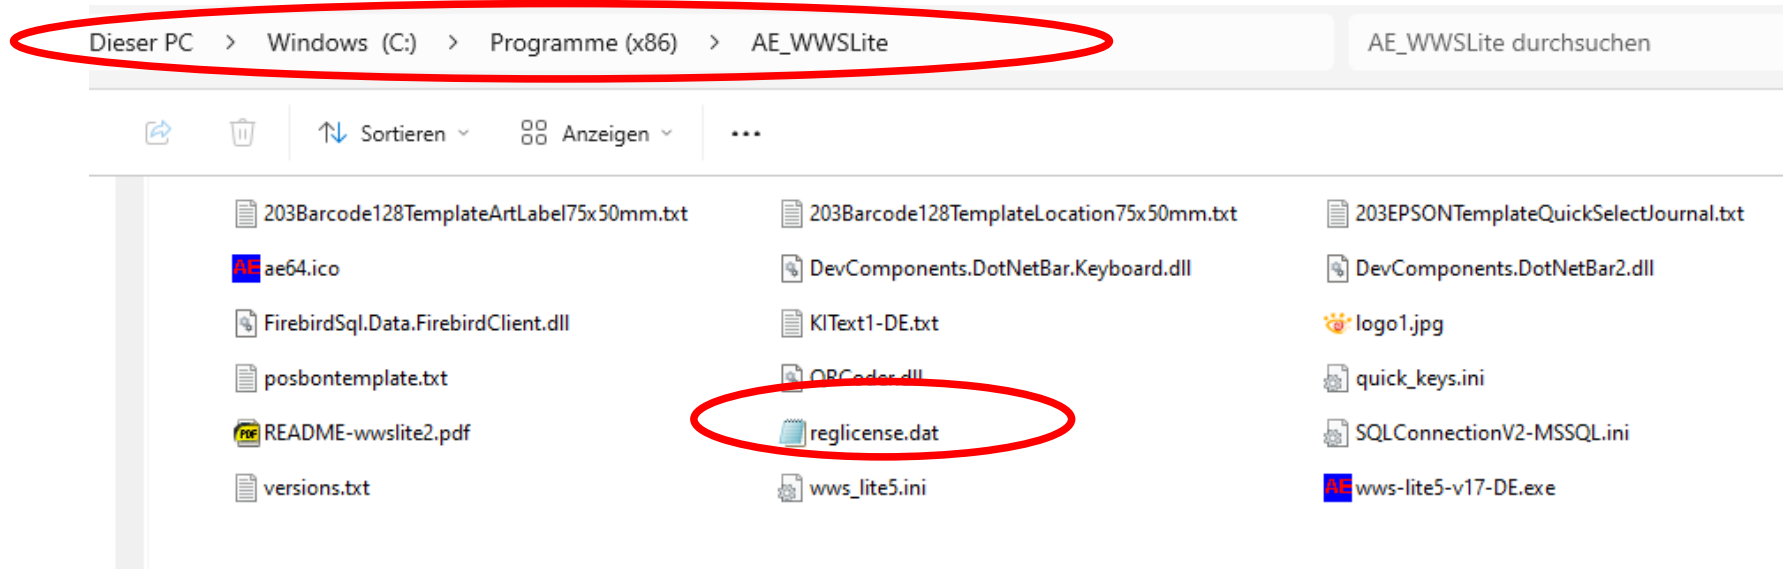 Dieser PC > Windows (C:) > Programme (x86) > AE_WWSLite AE_WWSLite durchsuchen
Sortieren Anzeigen ...
203Barcode128TemplateArtLabel75x50mm.txt 203Barcode128TemplateLocation75x50mm.txt 203EPSONTemplateQuickSelectJournal.txt
AE ae64.ico DevComponents.DotNetBar.Keyboard.dll DevComponents.DotNetBar2.dll
FirebirdSql.Data.FirebirdClient.dll KIText1-DE.txt logo1.jpg
posbontemplate.txt QRCoder.dll quick_keys.ini
PDF README-wwslite2.pdf reglicense.dat SQLConnectionV2-MSSQL.ini
versions.txt wws_lite5.ini AE wws-lite5-v17-DE.exe